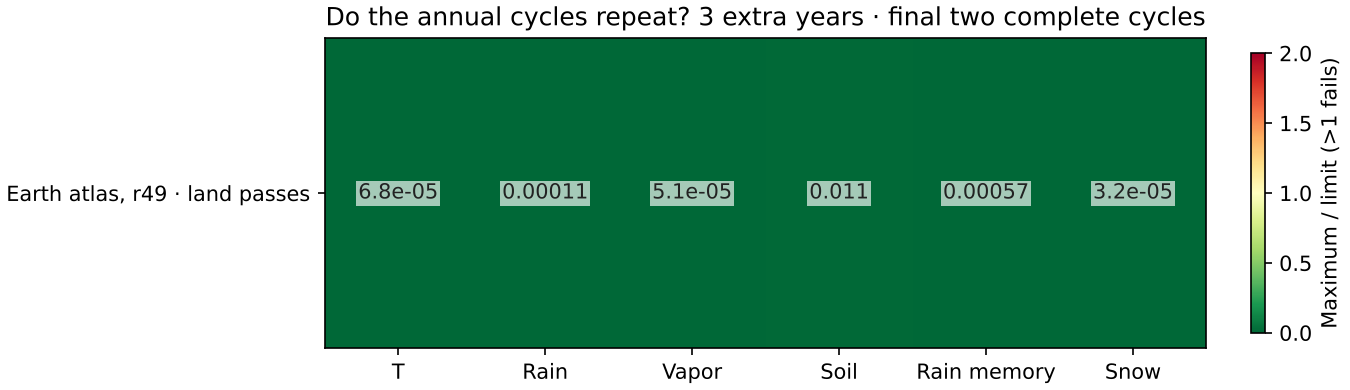 Do the annual cycles repeat? 3 extra years · final two complete cycles
Earth atlas, r49 · land passes
6.8e-05 0.00011 5.1e-05 0.011 0.00057 3.2e-05
T Rain Vapor Soil Rain memory Snow
2.0
1.5
1.0
0.5
0.0
Maximum / limit (>1 fails)